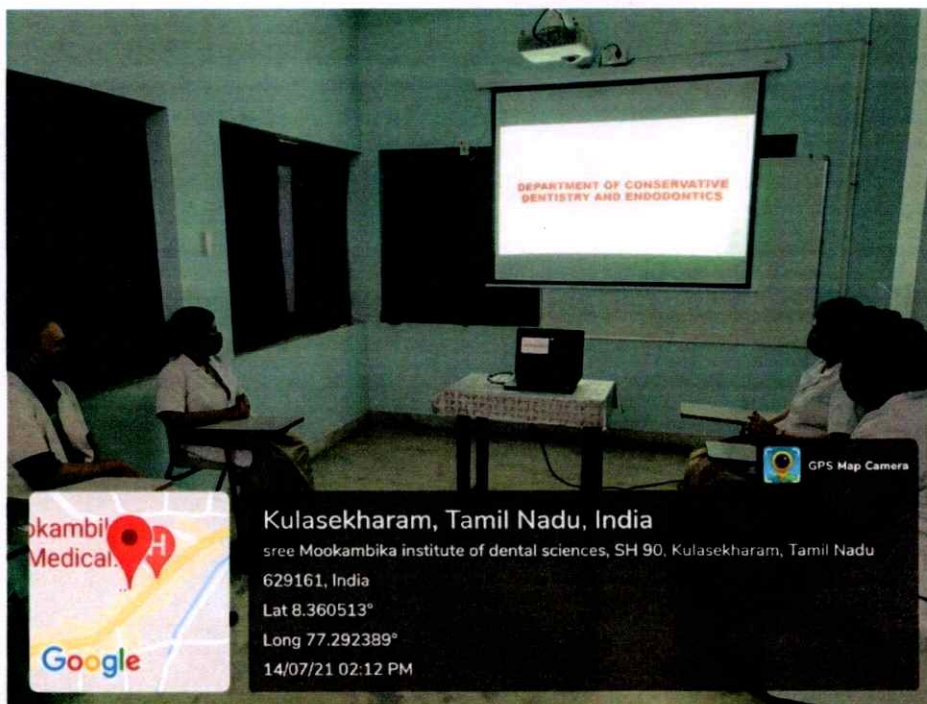 DEPARTMENT OF CONSERVATIVE
DENTISTRY AND ENDODONTICS
GPS Map Camera
okambi
Medical
H
Google
Kulasekharam, Tamil Nadu, India
sree Mookambika institute of dental sciences, SH 90, Kulasekharam, Tamil Nadu
629161, India
Lat 8.360513°
Long 77.292389°
14/07/21 02:12 PM